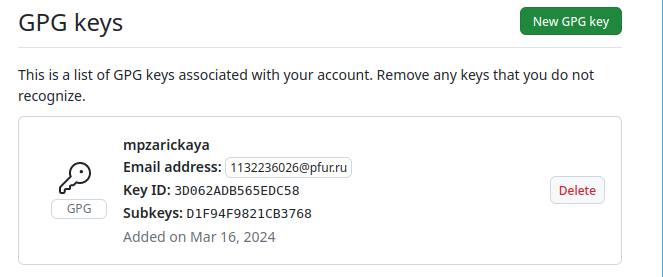 GPG keys
New GPG key
This is a list of GPG keys associated with your account. Remove any keys that you do not
recognize.
mpzarickaya
Email address: 1132236026@pfur.ru
Key ID: 3D062ADB565EDC58
GPG
Subkeys: D1F94F9821CB3768
Delete
Added on Mar 16, 2024